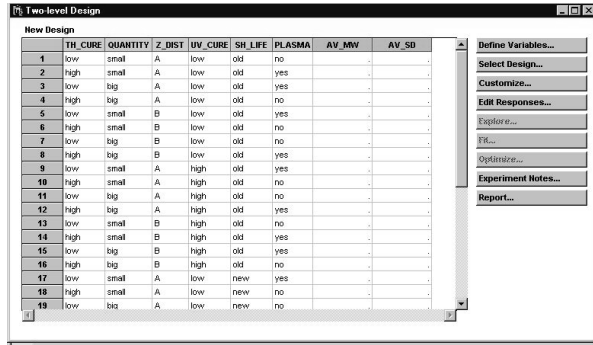 Two-level Design
New Design
TH_CURE QUANTITY Z_DIST UV_CURE SH_LIFE PLASMA AV_MW AV_SD
1 low small A low old no . .
2 high small A low old yes . .
3 low big A low old yes . .
4 high big A low old no . .
5 low small B low old yes . .
6 high small B low old no . .
7 low big B low old no . .
8 high big B low old yes . .
9 low small A high old yes . .
10 high small A high old no . .
11 low big A high old no . .
12 high big A high old yes . .
13 low small B high old no . .
14 high small B high old yes . .
15 low big B high old yes . .
16 high big B high old no . .
17 low small A low new yes . .
18 high small A low new no . .
19 low big A low new no . .
Define Variables...
Select Design...
Customize...
Edit Responses...
Explore...
Fit...
Optimize...
Experiment Notes...
Report...